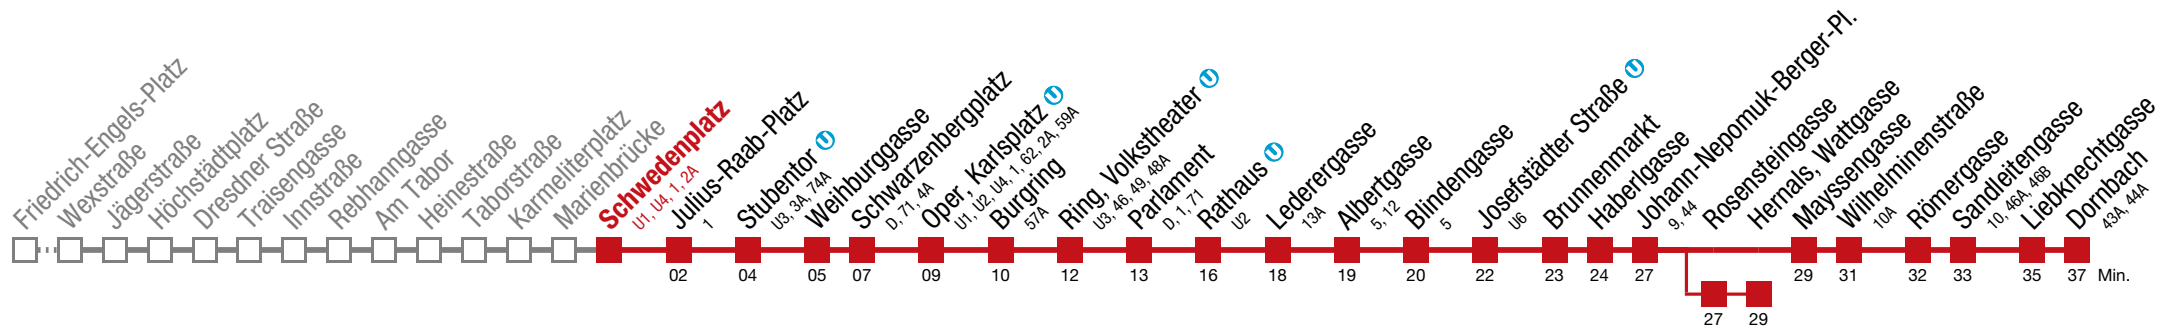 Friedrich-Engels-Platz
Wexstraße
Jägerstraße
Höchstädtplatz
Dresdner Straße
Traisengasse
Innstraße
Rebhanngasse
Am Tabor
Heinestraße
Taborstraße
Karmeliterplatz
Marienbrücke
Schwedenplatz
U1, U4, 1, 2A
Julius-Raab-Platz
1
Stubentor U
U3, 3A, 74A
Weihburggasse
Schwarzenbergplatz
D, 71, 4A
Oper, Karlsplatz U
U1, U2, U4, 1, 62, 2A, 59A
Burgring
57A
Ring, Volkstheater U
U3, 46, 49, 48A
Parlament
D, 1, 71
Rathaus U
U2
Lederergasse
13A
Albertgasse
5, 12
Blindengasse
5
Josefstädter Straße U
U6
Brunnenmarkt
Haberlgasse
Johann-Nepomuk-Berger-Pl.
9, 44
Rosensteingasse
Hernals, Wattgasse
Mayssengasse
Wilhelminenstraße
10A
Römergasse
Sandleitengasse
10, 46A, 46B
Liebknechtgasse
Dornbach
43A, 44A
02 04 05 07 09 10 12 13 16 18 19 20 22 23 24 27 29 31 32 33 35 37 Min.
27 29